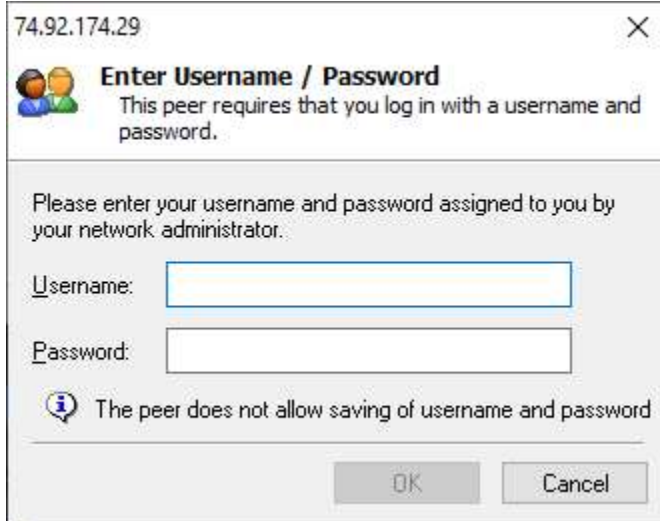 74.92.174.29
Enter Username / Password
This peer requires that you log in with a username and
password.
Please enter your username and password assigned to you by
your network administrator.
Username:
Password:
The peer does not allow saving of username and password
OK
Cancel